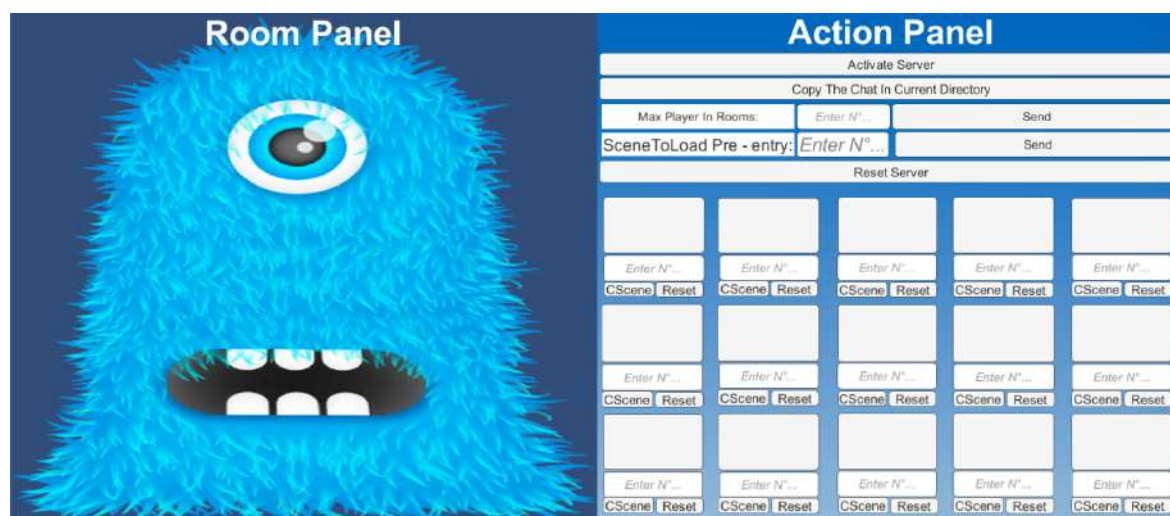 Room Panel
Action Panel
Activate Server
Copy The Chat In Current Directory
Max Player In Rooms: Enter N°... Send
SceneToLoad Pre - entry: Enter N°... Send
Reset Server
Enter N°... Enter N°... Enter N°... Enter N°... Enter N°...
CScene Reset CScene Reset CScene Reset CScene Reset CScene Reset
Enter N°... Enter N°... Enter N°... Enter N°... Enter N°...
CScene Reset CScene Reset CScene Reset CScene Reset CScene Reset
Enter N°... Enter N°... Enter N°... Enter N°... Enter N°...
CScene Reset CScene Reset CScene Reset CScene Reset CScene Reset